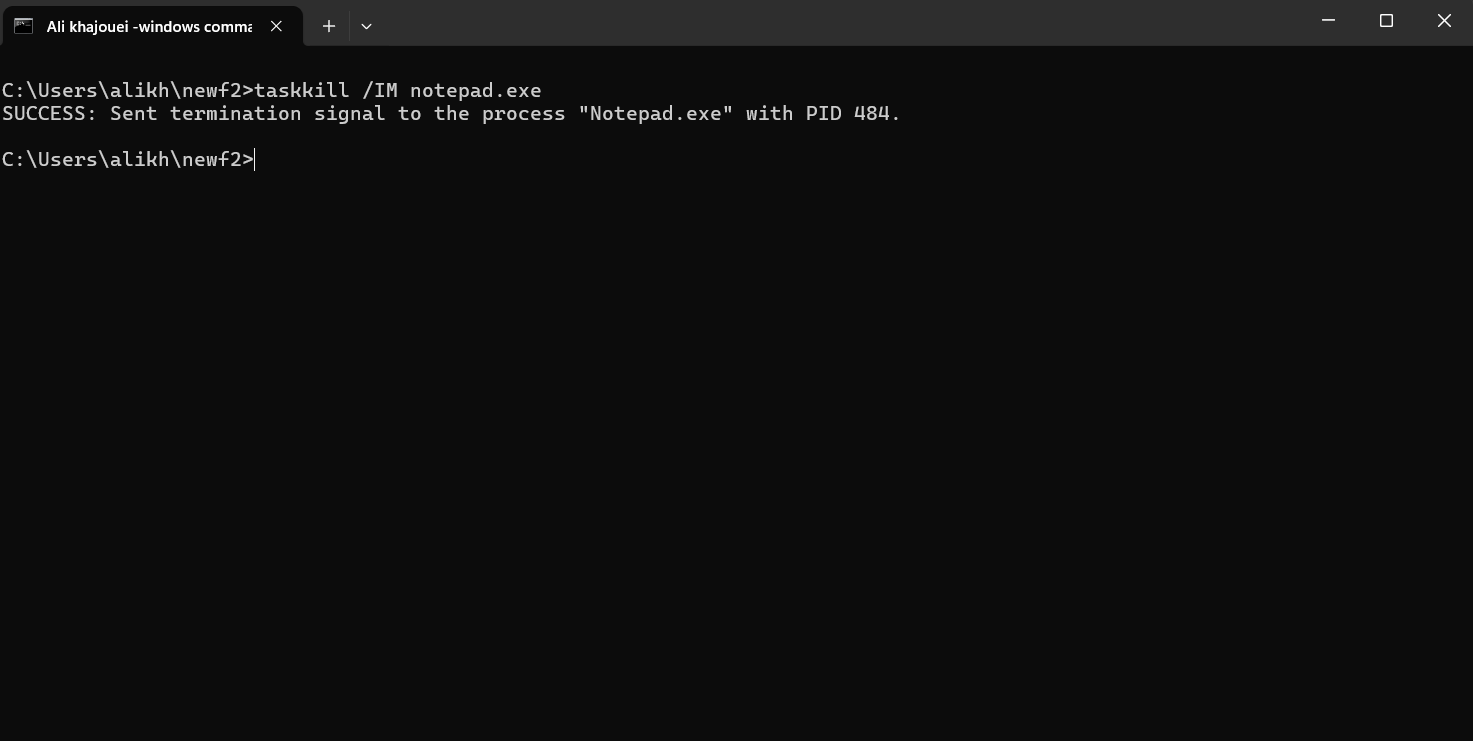 Ali khajouei -windows comma
C:\Users\alikh\newf2>taskkill /IM notepad.exe
SUCCESS: Sent termination signal to the process "Notepad.exe" with PID 484.
C:\Users\alikh\newf2>